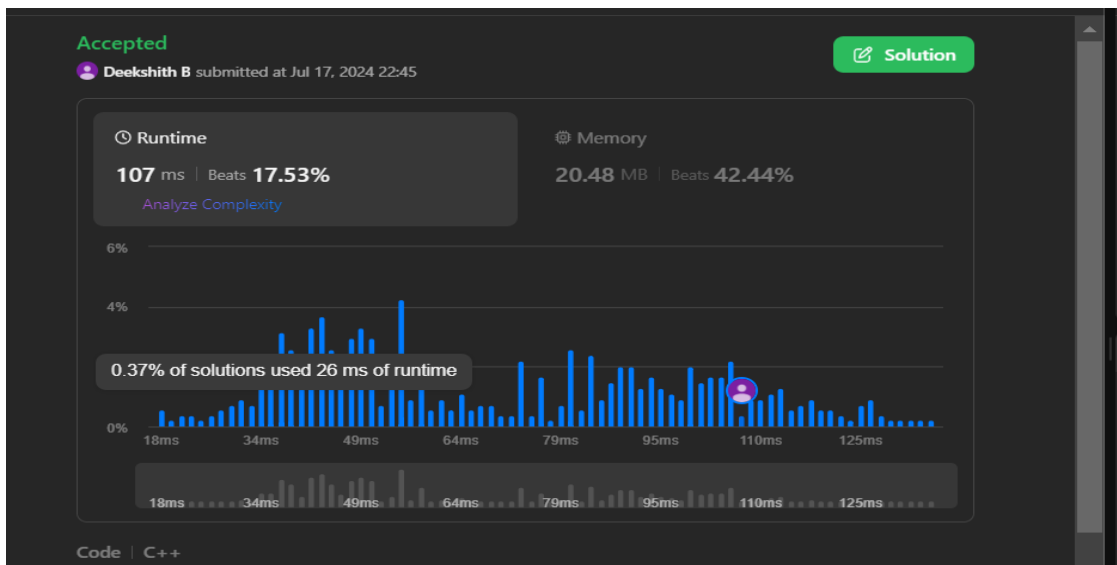 Accepted
Deekshith B submitted at Jul 17, 2024 22:45
Solution
Runtime
107 ms | Beats 17.53%
Analyze Complexity
Memory
20.48 MB | Beats 42.44%
6%
4%
0.37% of solutions used 26 ms of runtime
0%
18ms 34ms 49ms 64ms 79ms 95ms 110ms 125ms
18ms 34ms 49ms 64ms 79ms 95ms 110ms 125ms
Code | C++